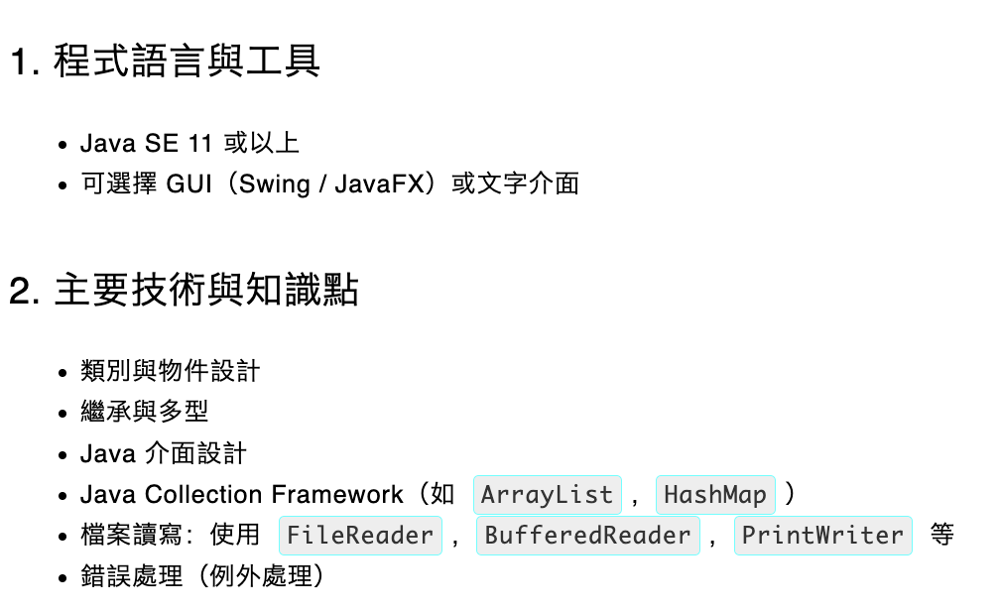 1. 程式語言與工具
• Java SE 11 或以上
• 可選擇 GUI（Swing / JavaFX）或文字介面
2. 主要技術與知識點
• 類別與物件設計
• 繼承與多型
• Java 介面設計
• Java Collection Framework（如 ArrayList , HashMap ）
• 檔案讀寫：使用 FileReader , BufferedReader , PrintWriter 等
• 錯誤處理（例外處理）